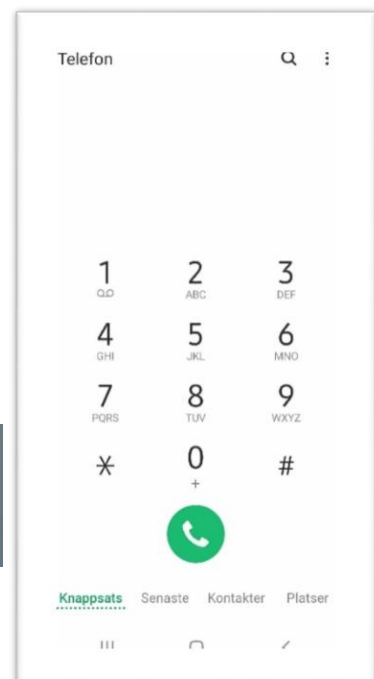 Telefon
1 2 3
ABC DEF
4 5 6
GHI JKL MNO
7 8 9
PQRS TUV WXYZ
* 0 #
+
Knappsats Senaste Kontakter Platser